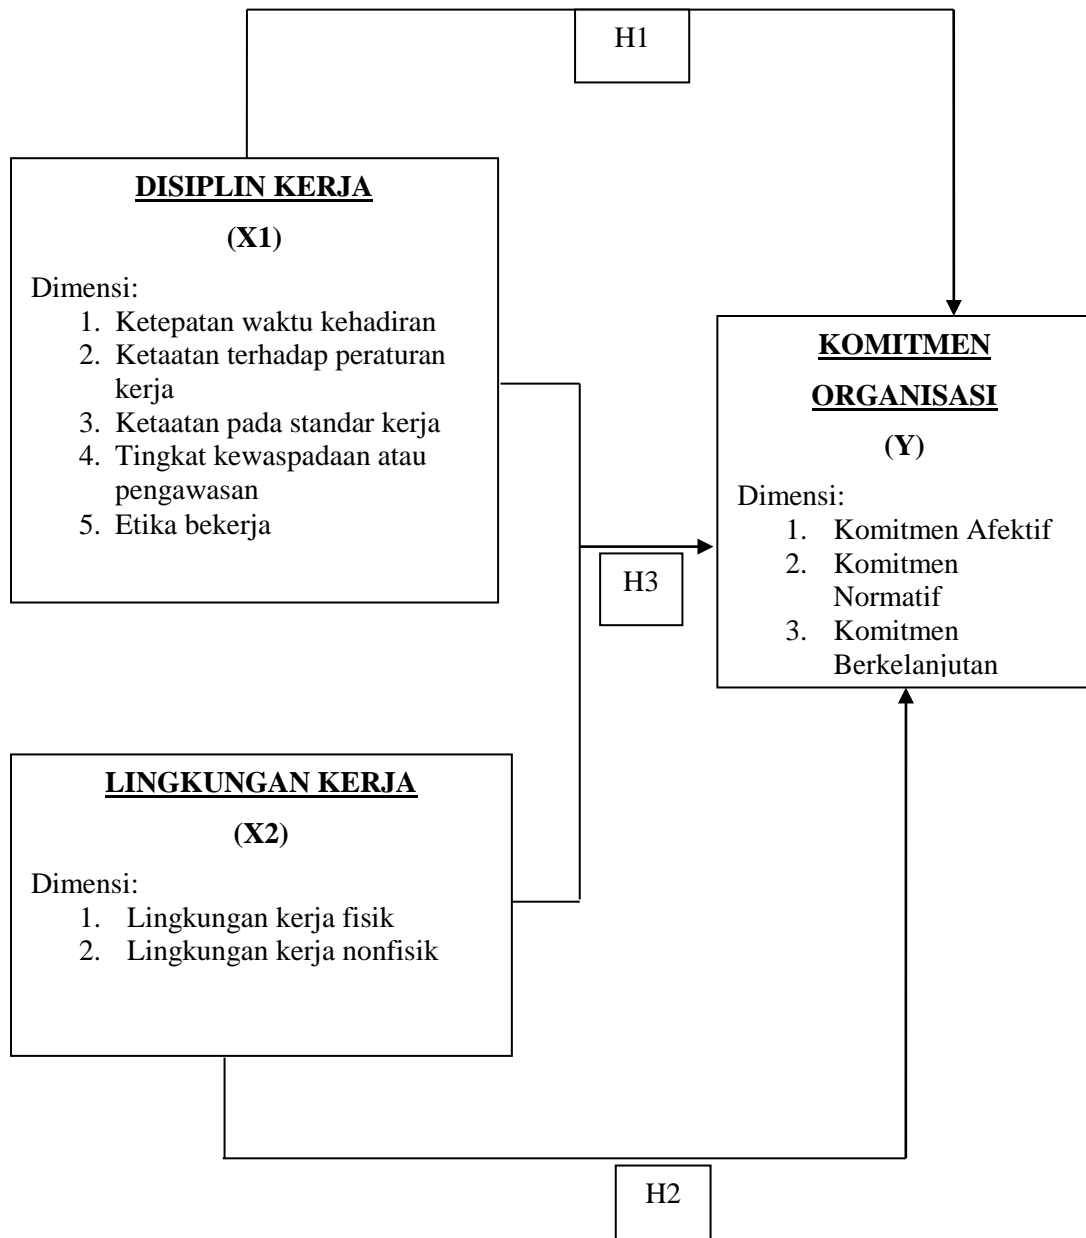 H1
DISIPLIN KERJA
(X1)
Dimensi:
1. Ketepatan waktu kehadiran
2. Ketaatan terhadap peraturan
kerja
3. Ketaatan pada standar kerja
4. Tingkat kewaspadaan atau
pengawasan
5. Etika bekerja
KOMITMEN
ORGANISASI
(Y)
Dimensi:
1. Komitmen Afektif
2. Komitmen
Normatif
3. Komitmen
Berkelanjutan
H3
LINGKUNGAN KERJA
(X2)
Dimensi:
1. Lingkungan kerja fisik
2. Lingkungan kerja nonfisik
H2